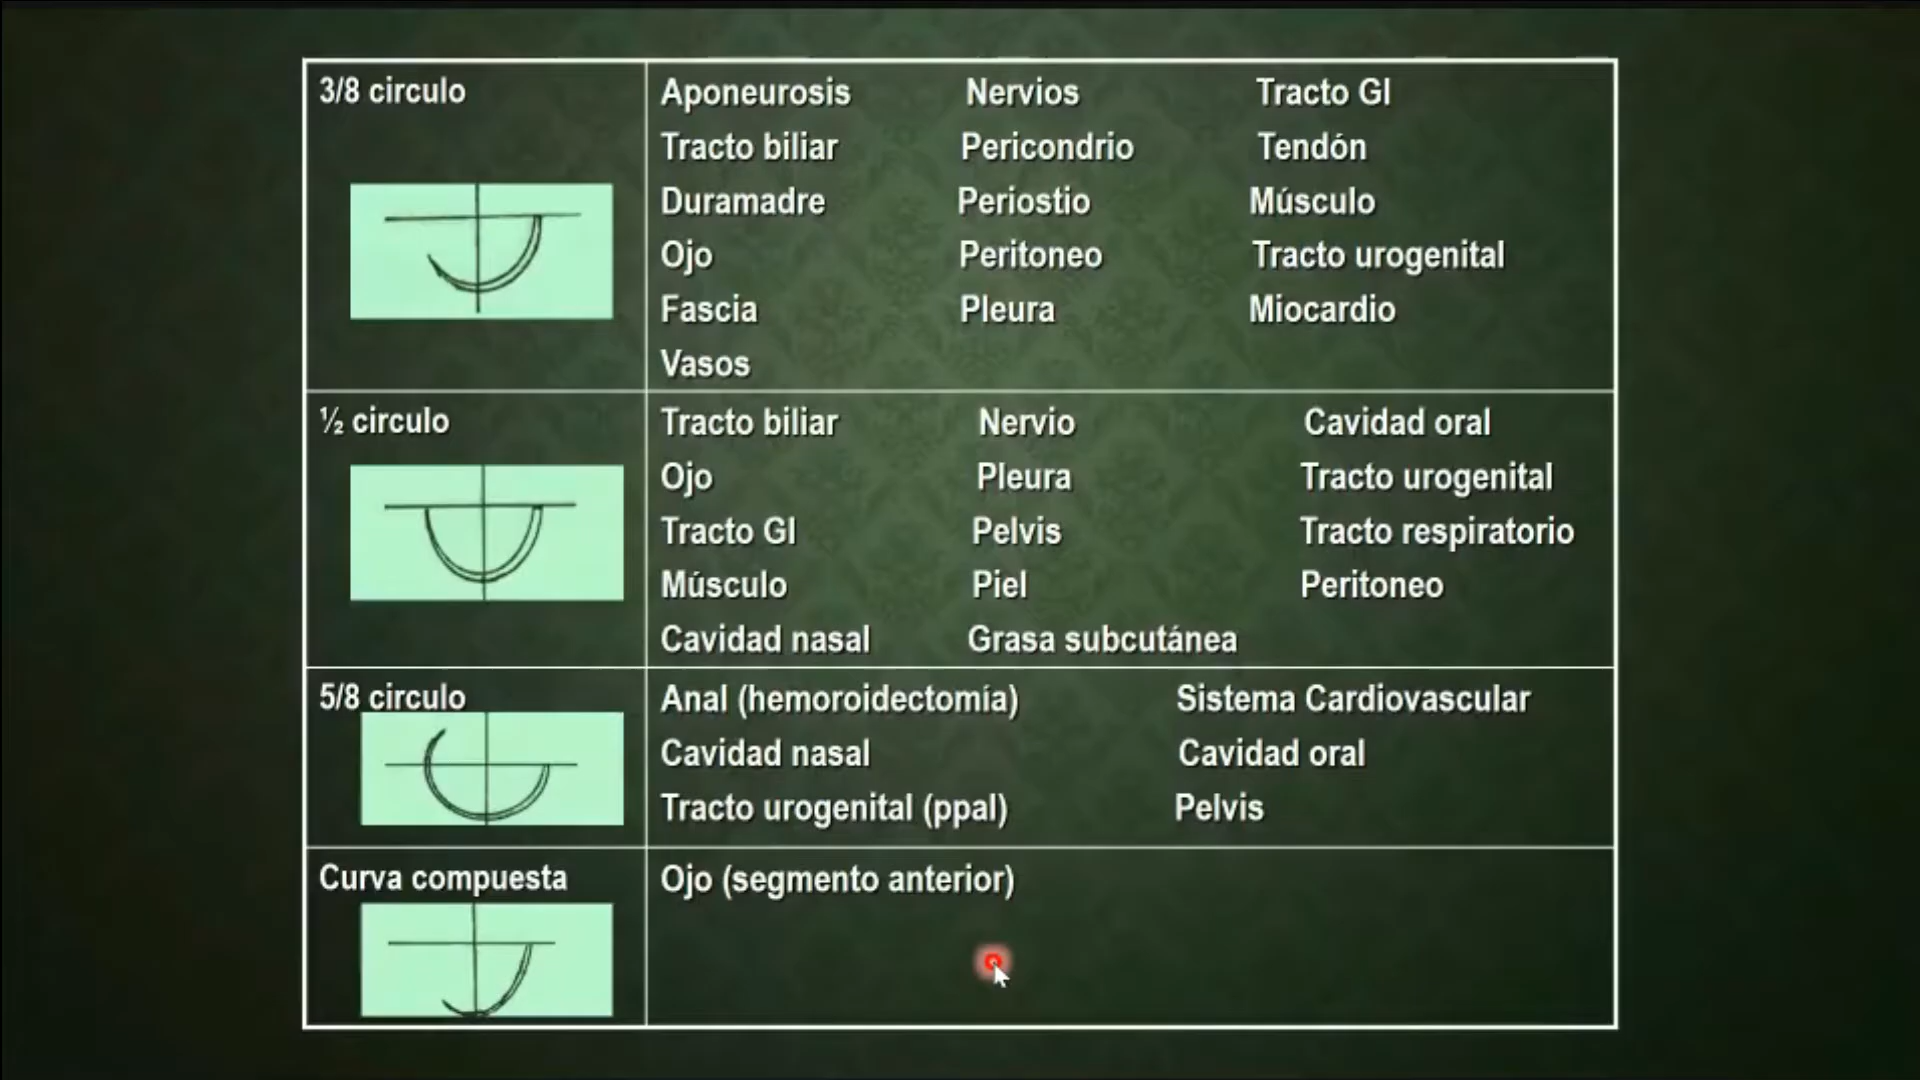 3/8 circulo
Aponeurosis Nervios Tracto GI
Tracto biliar Pericondrio Tendón
Duramadre Periostio Músculo
Ojo Peritoneo Tracto urogenital
Fascia Pleura Miocardio
Vasos
½ circulo
Tracto biliar Nervio Cavidad oral
Ojo Pleura Tracto urogenital
Tracto GI Pelvis Tracto respiratorio
Músculo Piel Peritoneo
Cavidad nasal Grasa subcutánea
5/8 circulo
Anal (hemoroidectomía) Sistema Cardiovascular
Cavidad nasal Cavidad oral
Tracto urogenital (ppal) Pelvis
Curva compuesta
Ojo (segmento anterior)